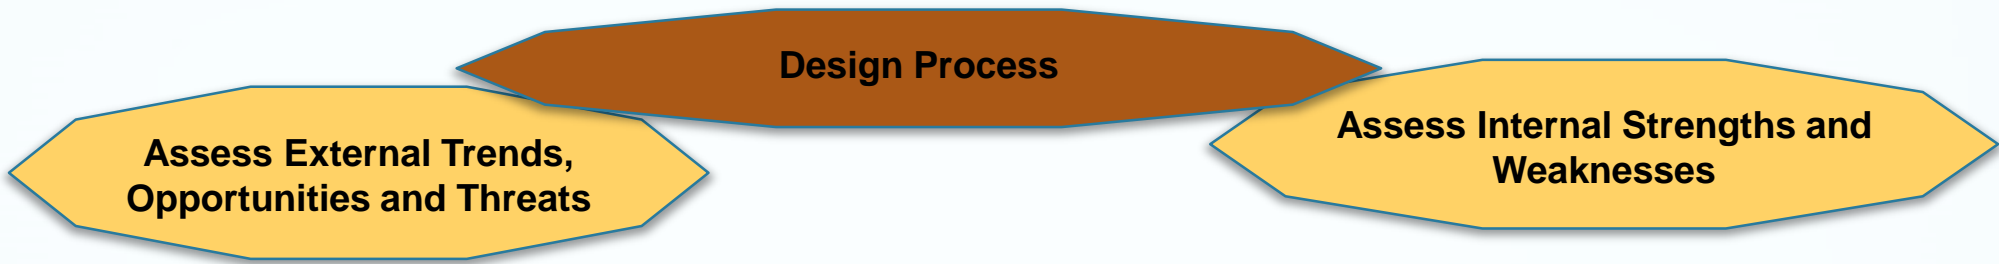 Design Process
Assess External Trends,
Opportunities and Threats
Assess Internal Strengths and
Weaknesses